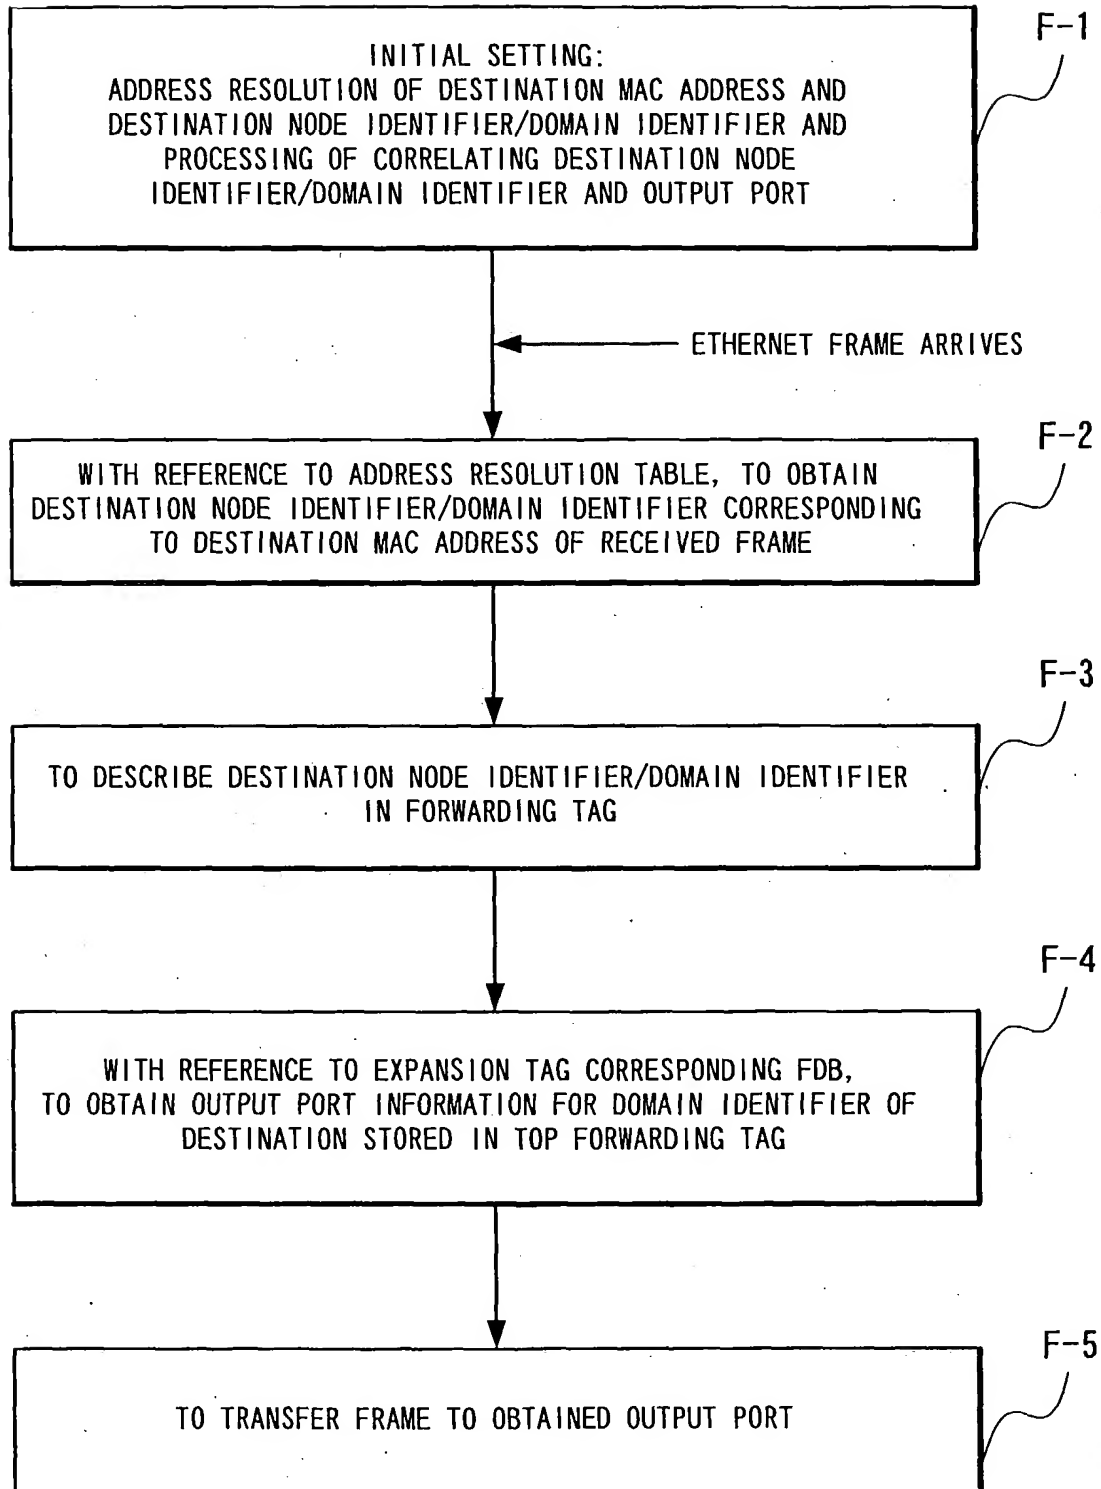 F-1
INITIAL SETTING:
ADDRESS RESOLUTION OF DESTINATION MAC ADDRESS AND
DESTINATION NODE IDENTIFIER/DOMAIN IDENTIFIER AND
PROCESSING OF CORRELATING DESTINATION NODE
IDENTIFIER/DOMAIN IDENTIFIER AND OUTPUT PORT
ETHERNET FRAME ARRIVES
F-2
WITH REFERENCE TO ADDRESS RESOLUTION TABLE, TO OBTAIN
DESTINATION NODE IDENTIFIER/DOMAIN IDENTIFIER CORRESPONDING
TO DESTINATION MAC ADDRESS OF RECEIVED FRAME
F-3
TO DESCRIBE DESTINATION NODE IDENTIFIER/DOMAIN IDENTIFIER
IN FORWARDING TAG
F-4
WITH REFERENCE TO EXPANSION TAG CORRESPONDING FDB,
TO OBTAIN OUTPUT PORT INFORMATION FOR DOMAIN IDENTIFIER OF
DESTINATION STORED IN TOP FORWARDING TAG
F-5
TO TRANSFER FRAME TO OBTAINED OUTPUT PORT